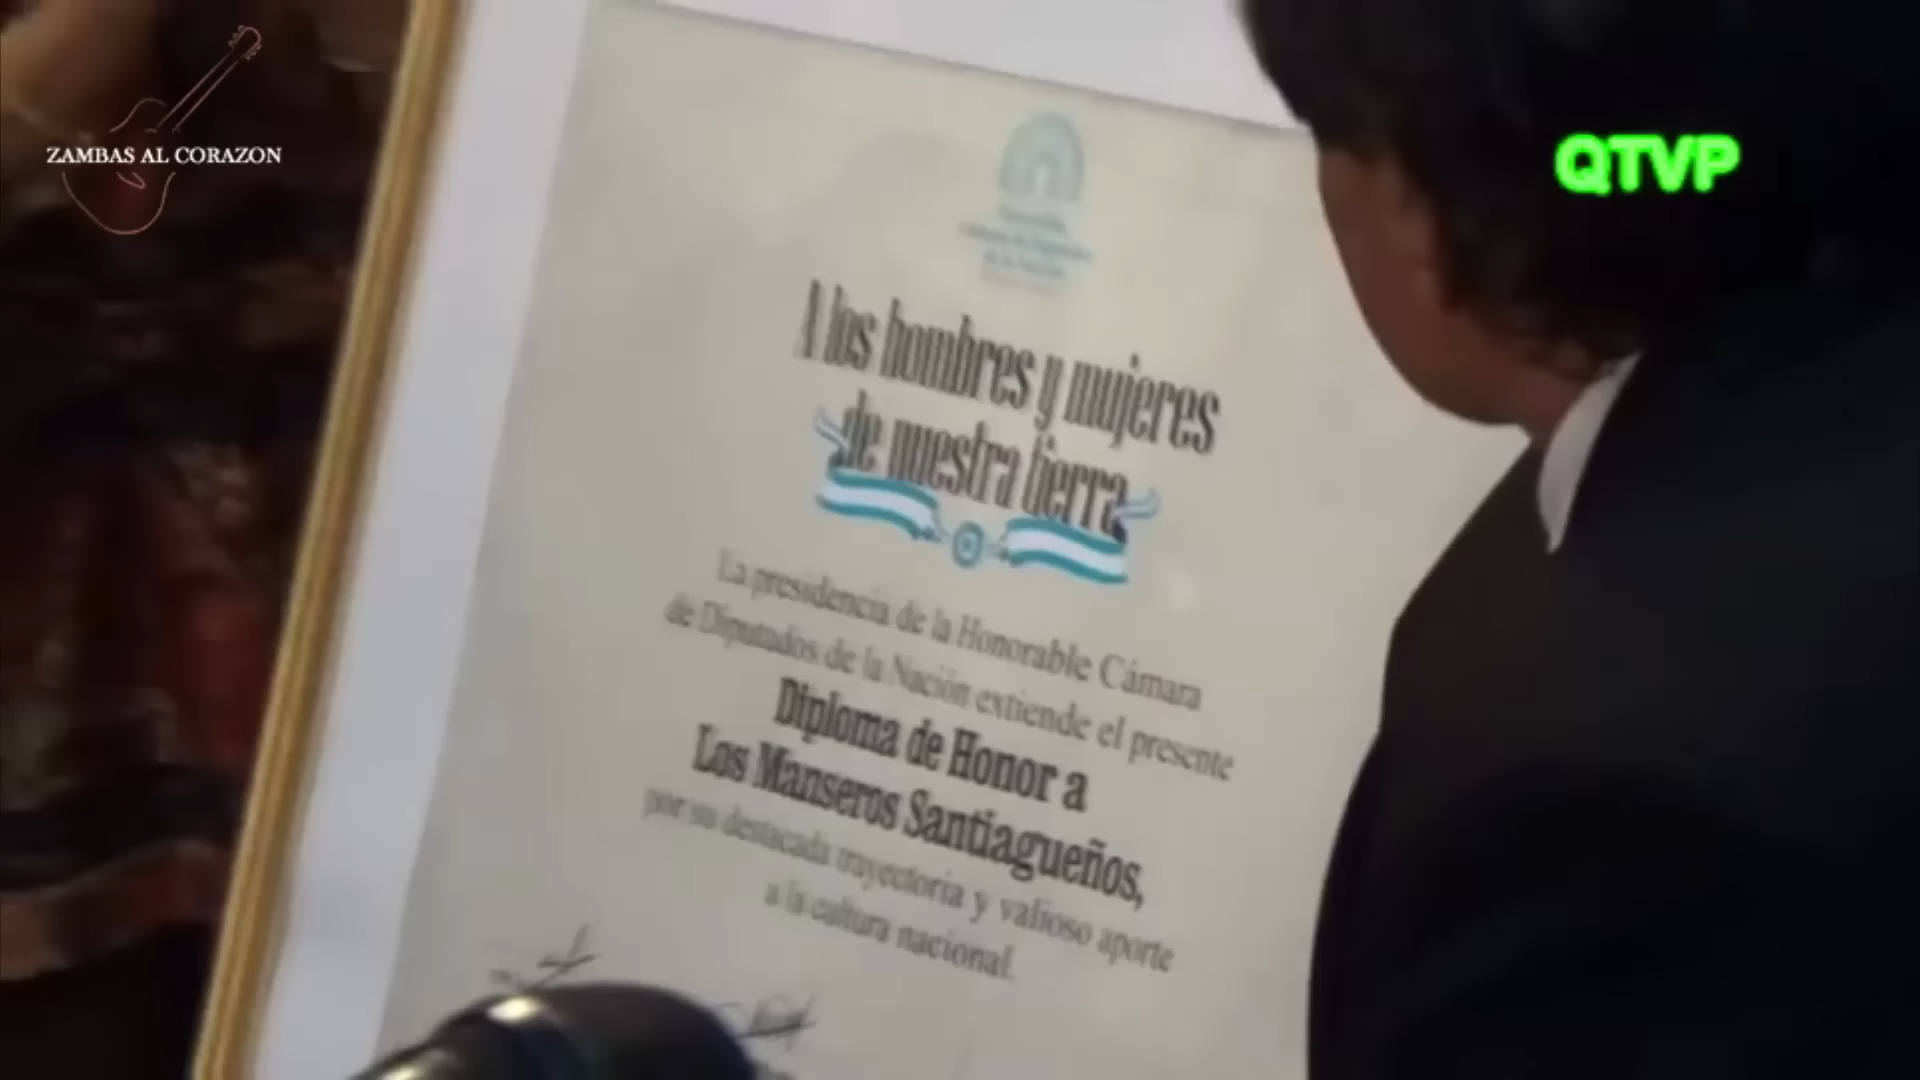 ZAMBAS AL CORAZON
QTVP
A los hombres y mujeres
de nuestra tierra
La presidencia de la Honorable Cámara
de Diputados de la Nación extiende el presente
Diploma de Honor a
Los Manseros Santiagueños,
por su destacada trayectoria y valioso aporte
a la cultura nacional.